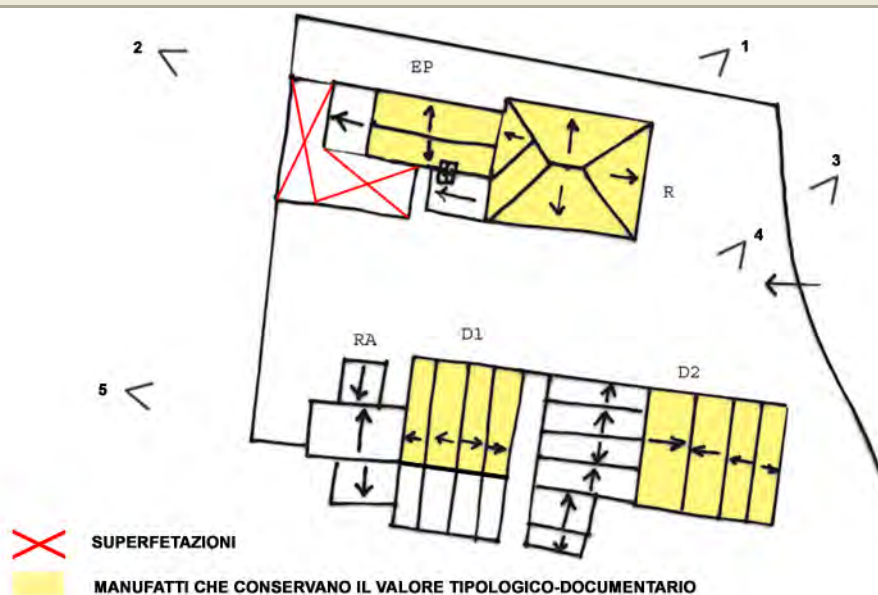 2
1
EP
3
R
4
RA
D1
D2
5
SUPERFETAZIONI
MANUFATTI CHE CONSERVANO IL VALORE TIPOLOGICO-DOCUMENTARIO